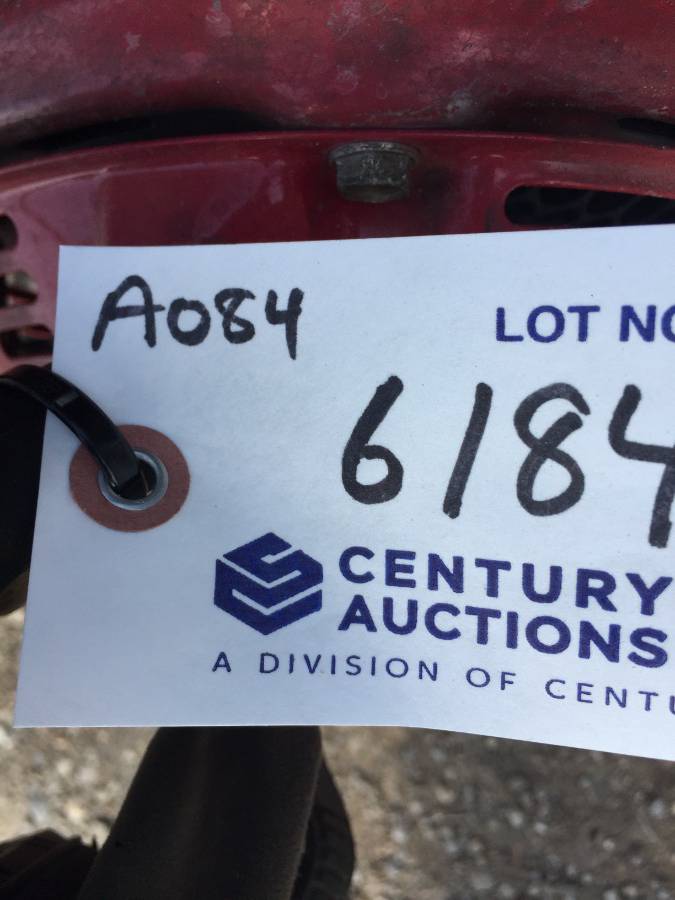 A084
LOT NO
6184
CENTURY
AUCTIONS
A DIVISION OF CENTU